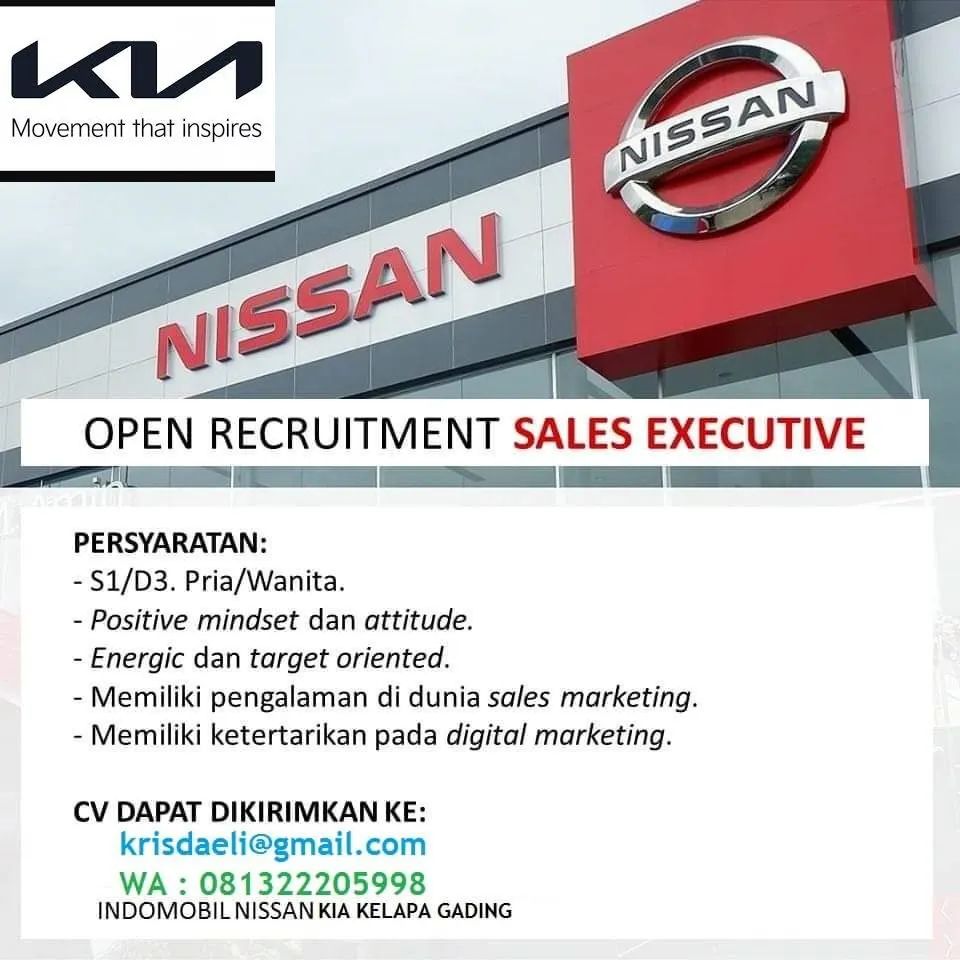 KIA
Movement that inspires
NISSAN
NISSAN
OPEN RECRUITMENT SALES EXECUTIVE
PERSYARATAN:
- S1/D3. Pria/Wanita.
- Positive mindset dan attitude.
- Energic dan target oriented.
- Memiliki pengalaman di dunia sales marketing.
- Memiliki ketertarikan pada digital marketing.
CV DAPAT DIKIRIMKAN KE:
krisdaeli@gmail.com
WA : 081322205998
INDOMOBIL NISSAN KIA KELAPA GADING